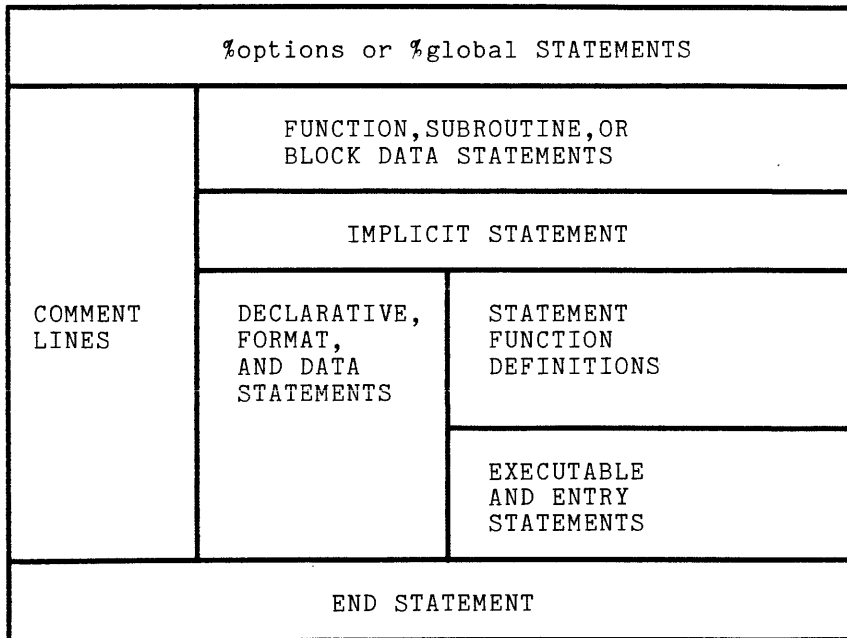 %options or %global STATEMENTS
FUNCTION,SUBROUTINE,OR
BLOCK DATA STATEMENTS
IMPLICIT STATEMENT
COMMENT
LINES
DECLARATIVE,
FORMAT,
AND DATA
STATEMENTS
STATEMENT
FUNCTION
DEFINITIONS
EXECUTABLE
AND ENTRY
STATEMENTS
END STATEMENT